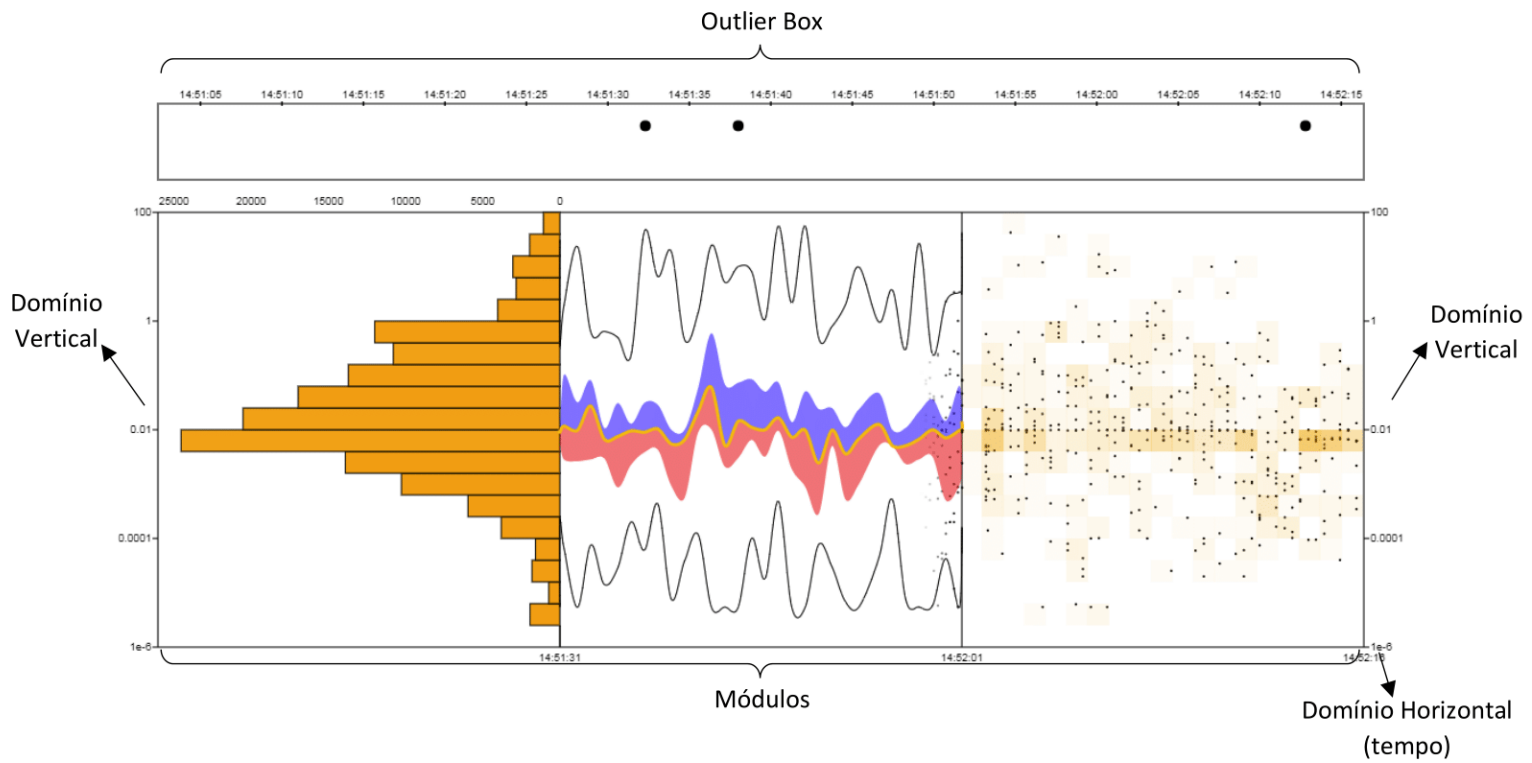 Outlier Box
14:51:05 14:51:10 14:51:15 14:51:20 14:51:25 14:51:30 14:51:35 14:51:40 14:51:45 14:51:50 14:51:55 14:52:00 14:52:05 14:52:10 14:52:15
25000 20000 15000 10000 5000 0
100 100
Domínio
Vertical
1 1
Domínio
Vertical
0.01 0.01
0.0001 0.0001
1e-6 1e-6
14:51:31 14:52:01 14:52:16
Módulos
Domínio Horizontal
(tempo)